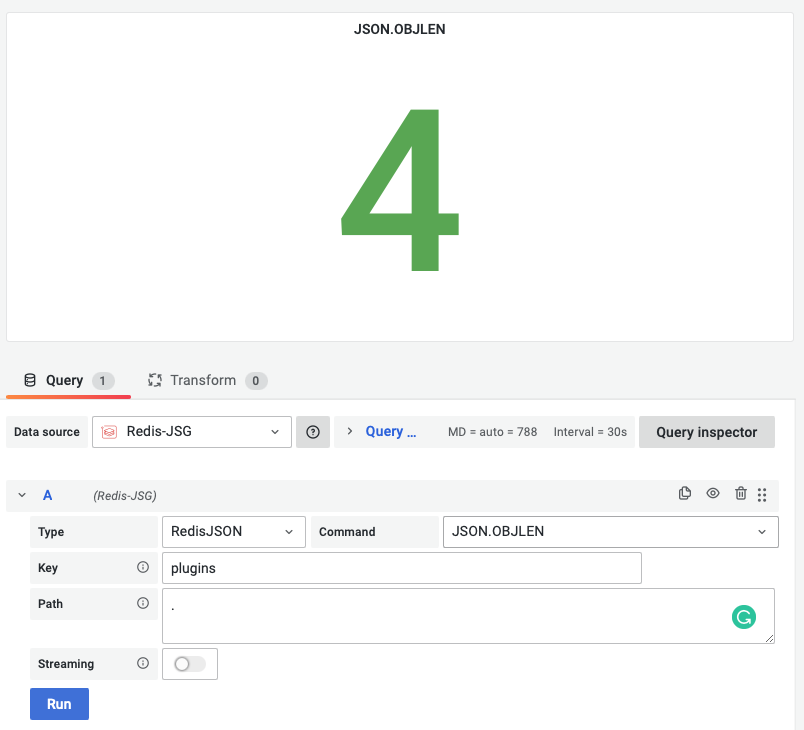 JSON.OBJLEN
4
Query 1 Transform 0
Data source Redis-JSG > Query ... MD = auto = 788 Interval = 30s Query inspector
A (Redis-JSG)
Type RedisJSON Command JSON.OBJLEN
Key plugins
Path .
Streaming
Run